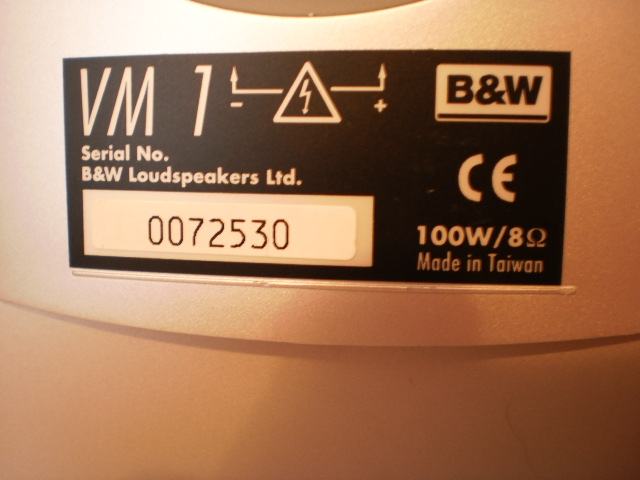 VM 1
- +
B&W
Serial No.
B&W Loudspeakers Ltd.
CE
0072530
100W/8Ω
Made in Taiwan